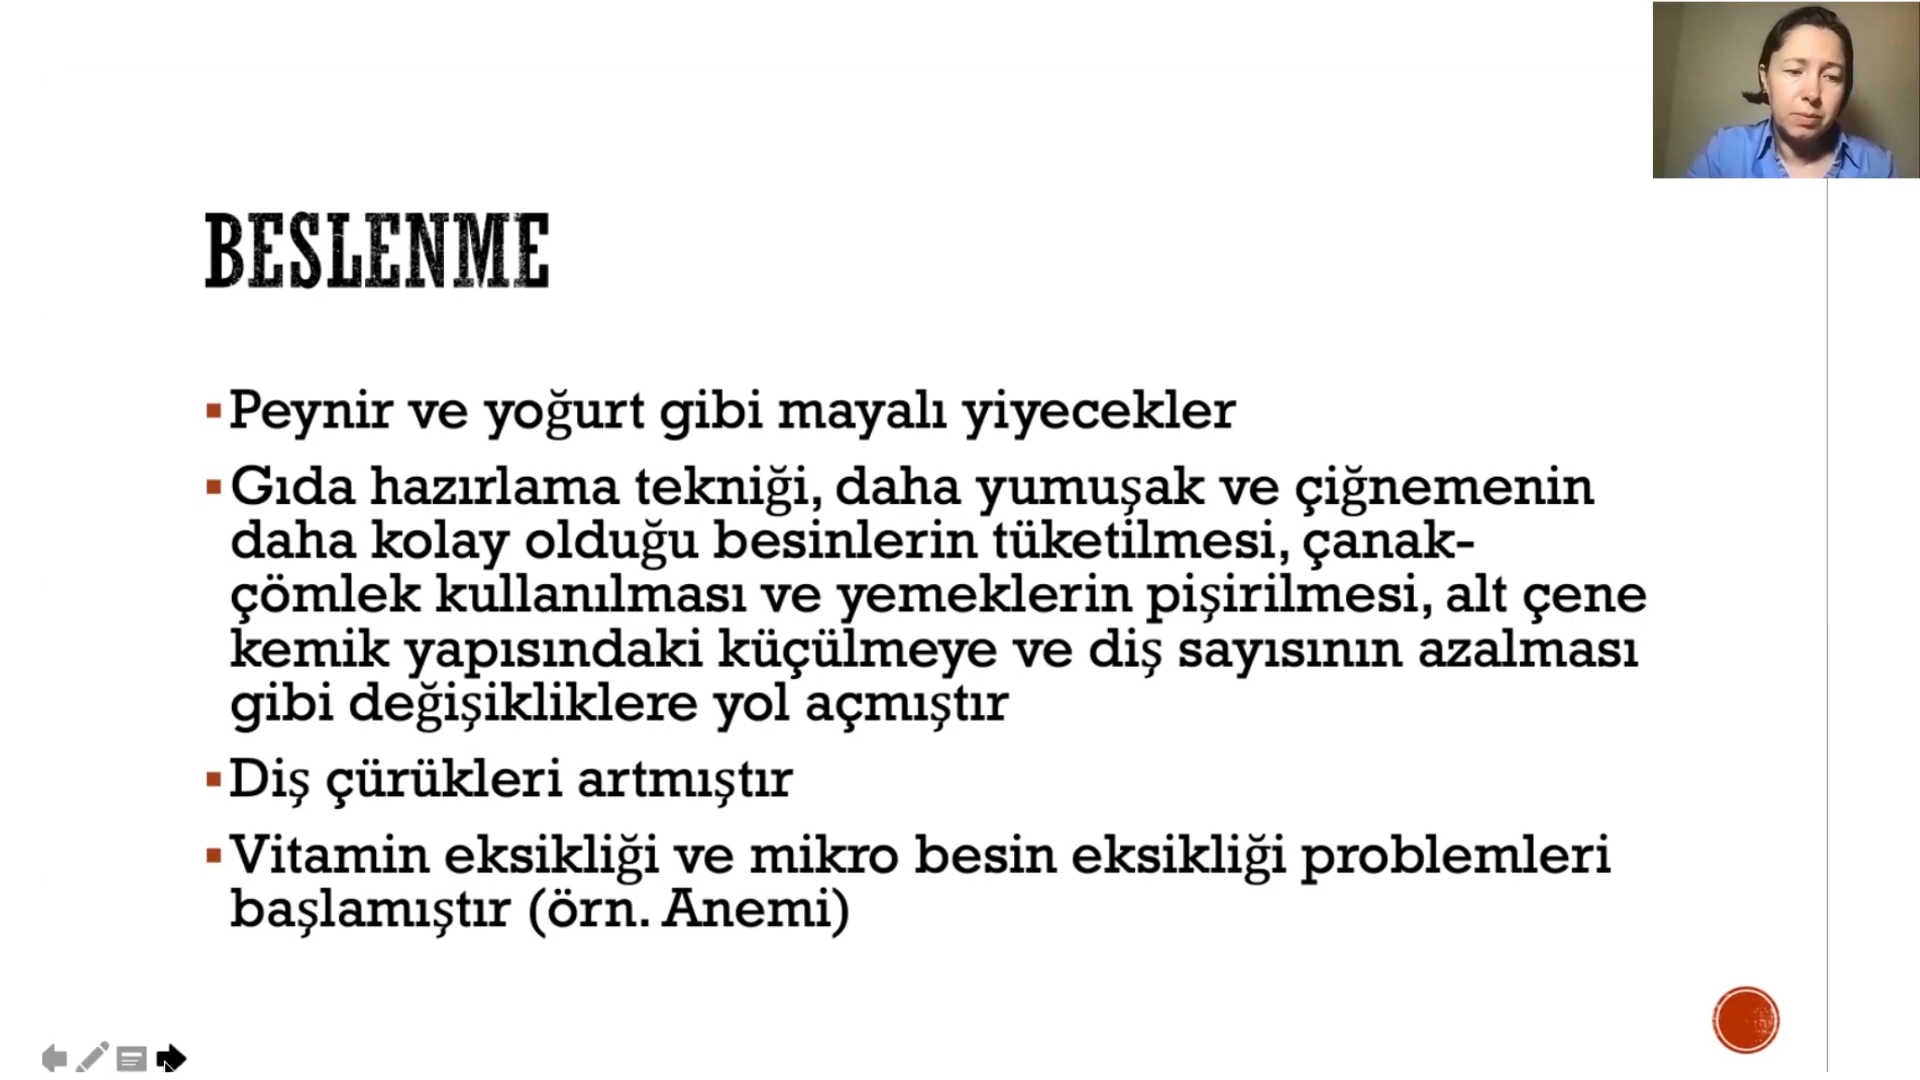 BESLENME
Peynir ve yoğurt gibi mayalı yiyecekler
Gıda hazırlama tekniği, daha yumuşak ve çiğnemenin
daha kolay olduğu besinlerin tüketilmesi, çanak-
çömlek kullanılması ve yemeklerin pişirilmesi, alt çene
kemik yapısındaki küçülmeye ve diş sayısının azalması
gibi değişikliklere yol açmıştır
Diş çürükleri artmıştır
Vitamin eksikliği ve mikro besin eksikliği problemleri
başlamıştır (örn. Anemi)